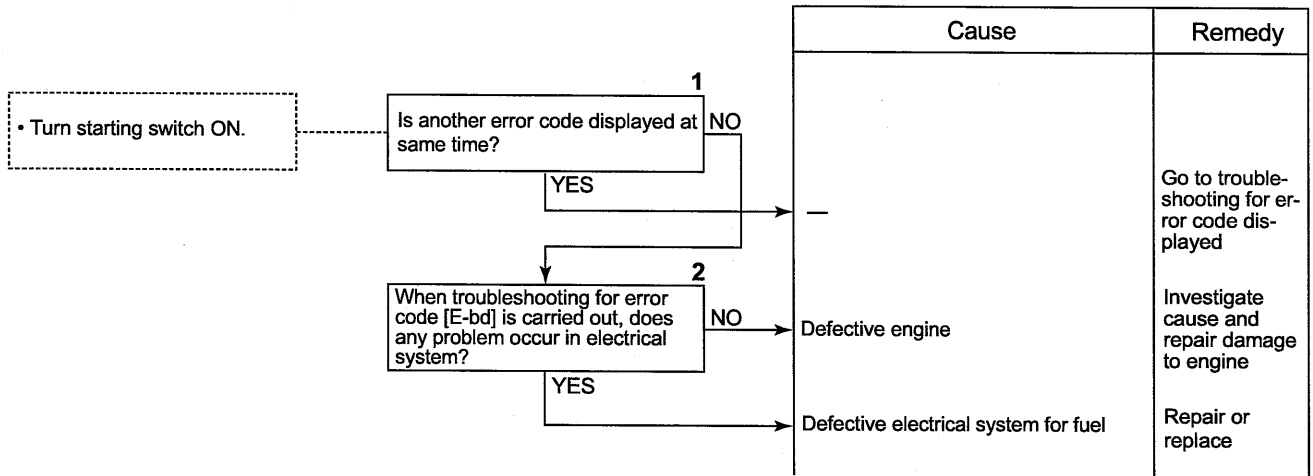 Cause
Remedy
• Turn starting switch ON.
1
Is another error code displayed at
same time?
NO
YES
—
Go to trouble-
shooting for er-
ror code dis-
played
2
When troubleshooting for error
code [E-bd] is carried out, does
any problem occur in electrical
system?
NO
Defective engine
Investigate
cause and
repair damage
to engine
YES
Defective electrical system for fuel
Repair or
replace